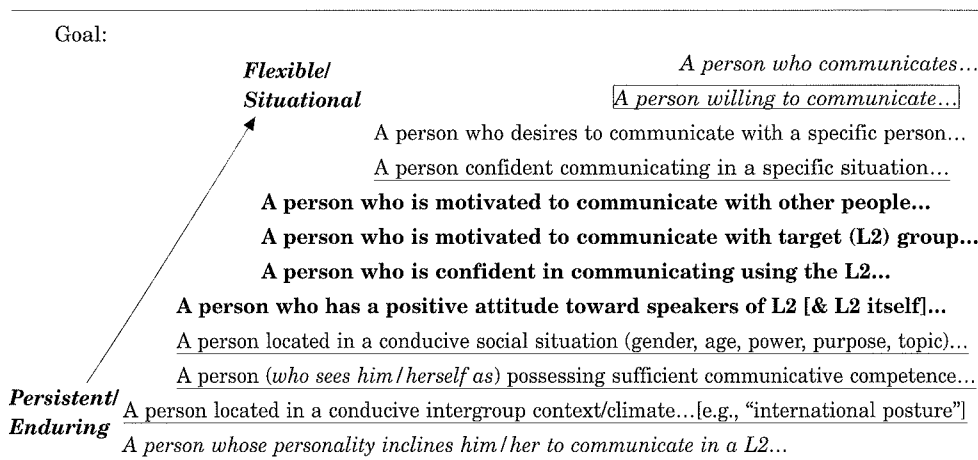 Goal:
Flexible/
Situational
A person who communicates...
A person willing to communicate...
A person who desires to communicate with a specific person...
A person confident communicating in a specific situation...
A person who is motivated to communicate with other people...
A person who is motivated to communicate with target (L2) group...
A person who is confident in communicating using the L2...
A person who has a positive attitude toward speakers of L2 [& L2 itself]...
A person located in a conducive social situation (gender, age, power, purpose, topic)...
A person (who sees him/herself as) possessing sufficient communicative competence...
Persistent/
Enduring
A person located in a conducive intergroup context/climate...[e.g., “international posture”]
A person whose personality inclines him/her to communicate in a L2...